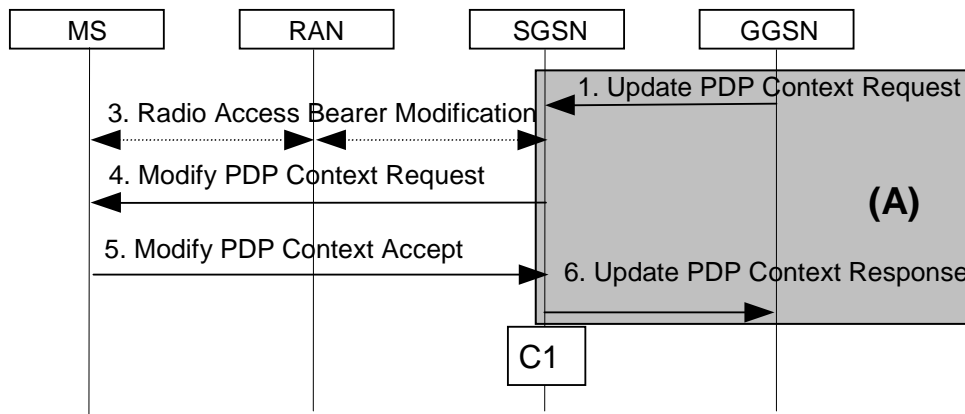 MS
RAN
SGSN
GGSN
1. Update PDP Context Request
3. Radio Access Bearer Modification
4. Modify PDP Context Request
(A)
5. Modify PDP Context Accept
6. Update PDP Context Response
C1